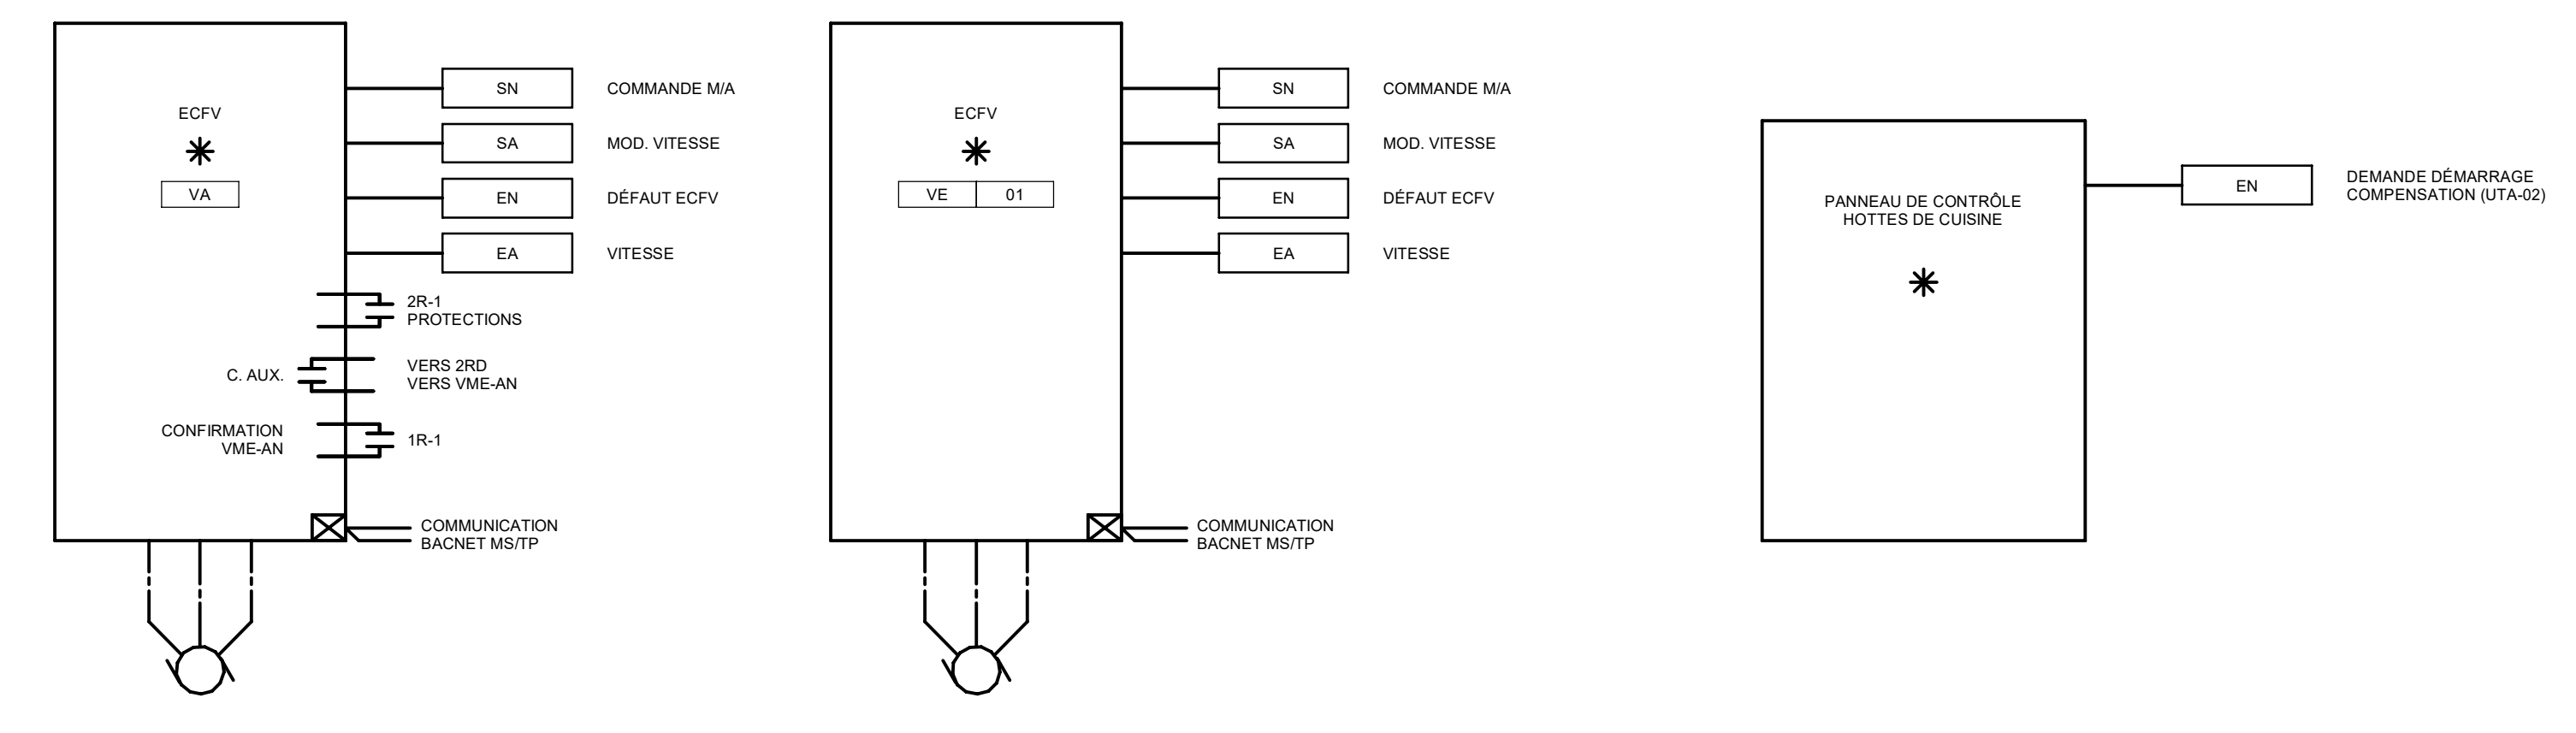 ECFV
VA
SN
COMMANDE M/A
SA
MOD. VITESSE
EN
DÉFAUT ECFV
EA
VITESSE
2R-1
PROTECTIONS
C. AUX.
VERS 2RD
VERS VME-AN
CONFIRMATION
VME-AN
1R-1
COMMUNICATION
BACNET MS/TP
ECFV
VE 01
SN
COMMANDE M/A
SA
MOD. VITESSE
EN
DÉFAUT ECFV
EA
VITESSE
COMMUNICATION
BACNET MS/TP
PANNEAU DE CONTRÔLE
HOTTES DE CUISINE
EN
DEMANDE DÉMARRAGE
COMPENSATION (UTA-02)